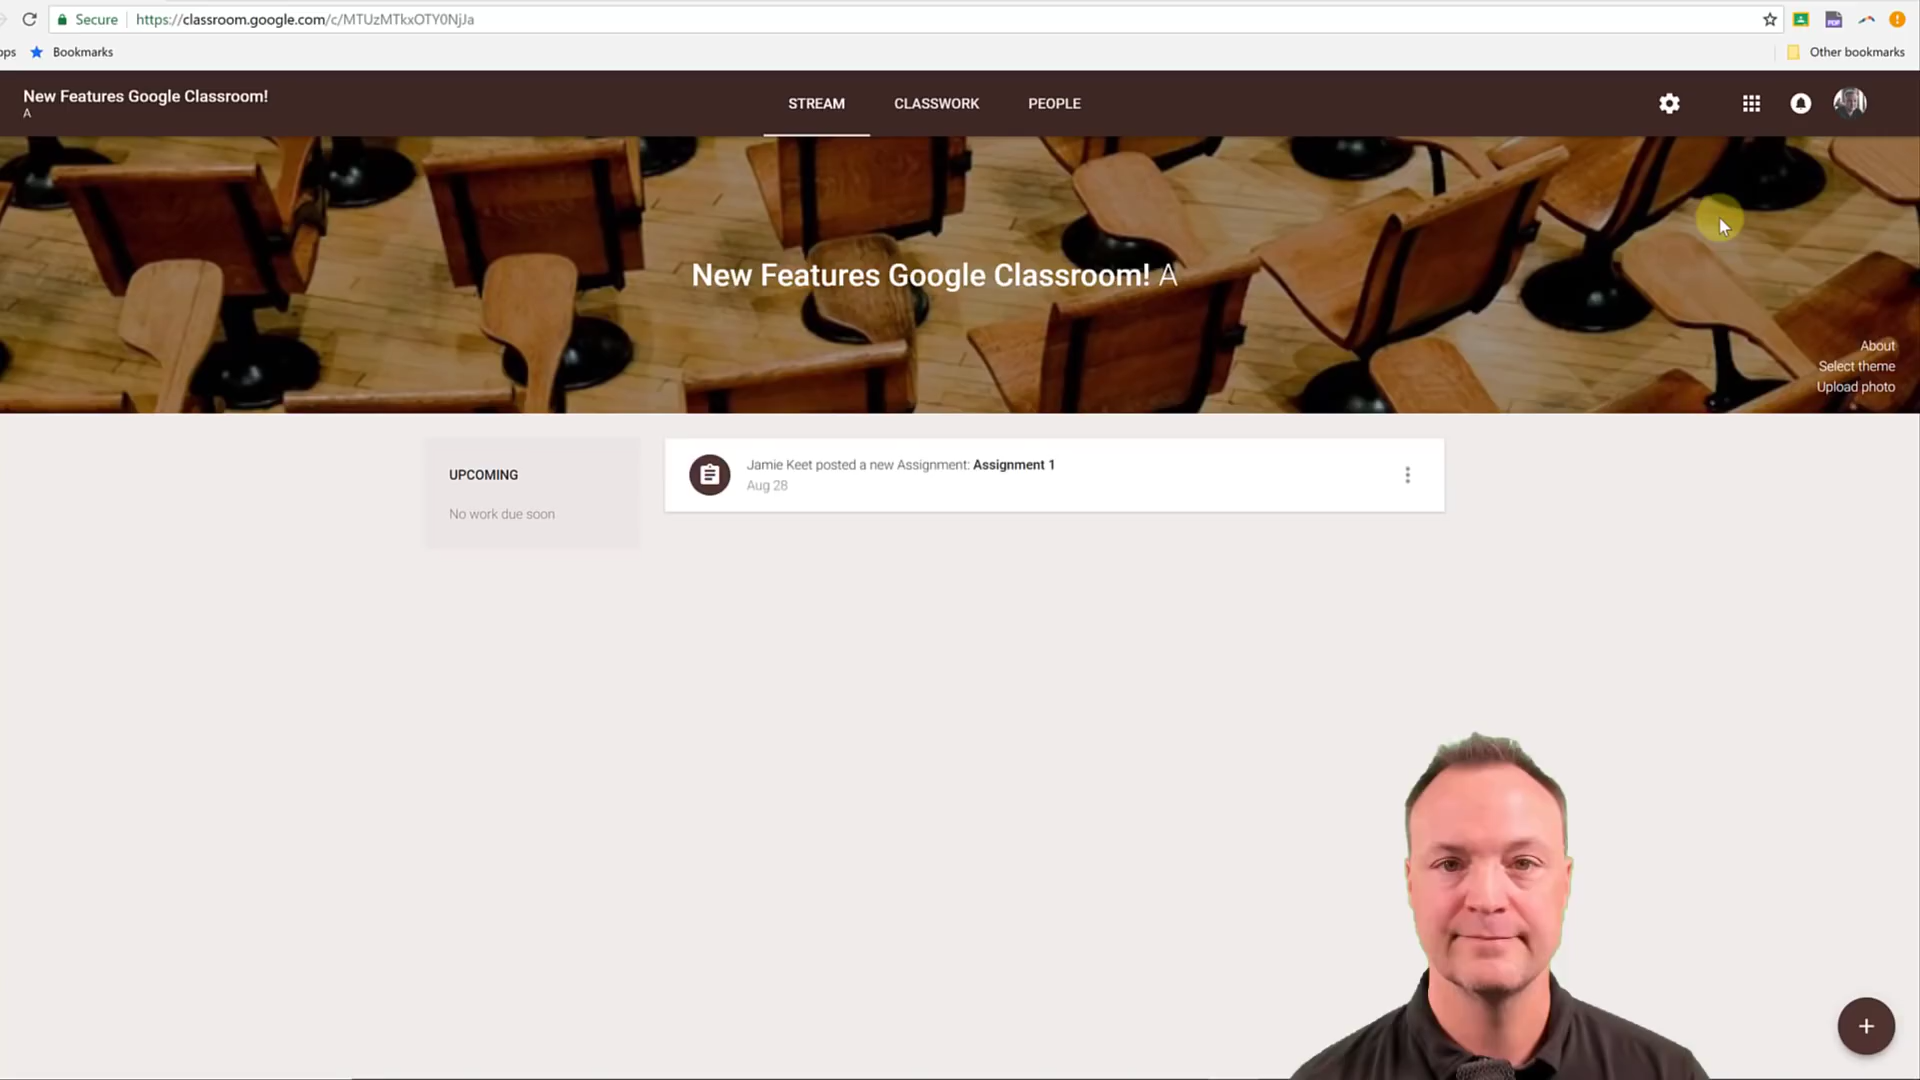 Secure https://classroom.google.com/c/MTUzMTkxOTY0NjJa
ops Bookmarks Other bookmarks
New Features Google Classroom!
A
STREAM CLASSWORK PEOPLE
New Features Google Classroom! A
About
Select theme
Upload photo
UPCOMING
No work due soon
Jamie Keet posted a new Assignment: Assignment 1
Aug 28